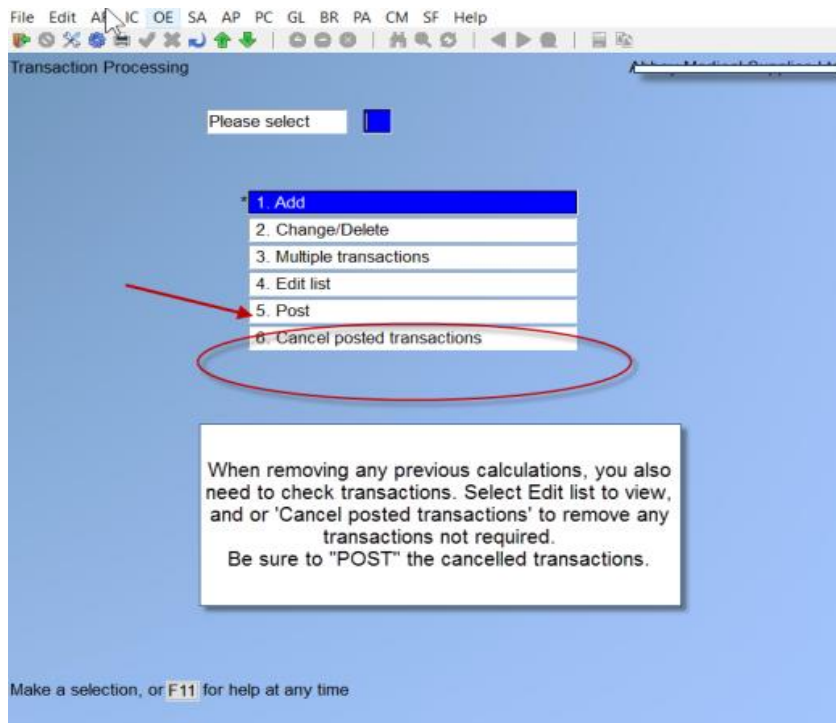 File Edit IC OE SA AP PC GL BR PA CM SF Help
Transaction Processing
Please select
* 1. Add
2. Change/Delete
3. Multiple transactions
4. Edit list
5. Post
6. Cancel posted transactions
When removing any previous calculations, you also
need to check transactions. Select Edit list to view,
and or 'Cancel posted transactions' to remove any
transactions not required.
Be sure to "POST" the cancelled transactions.
Make a selection, or F11 for help at any time